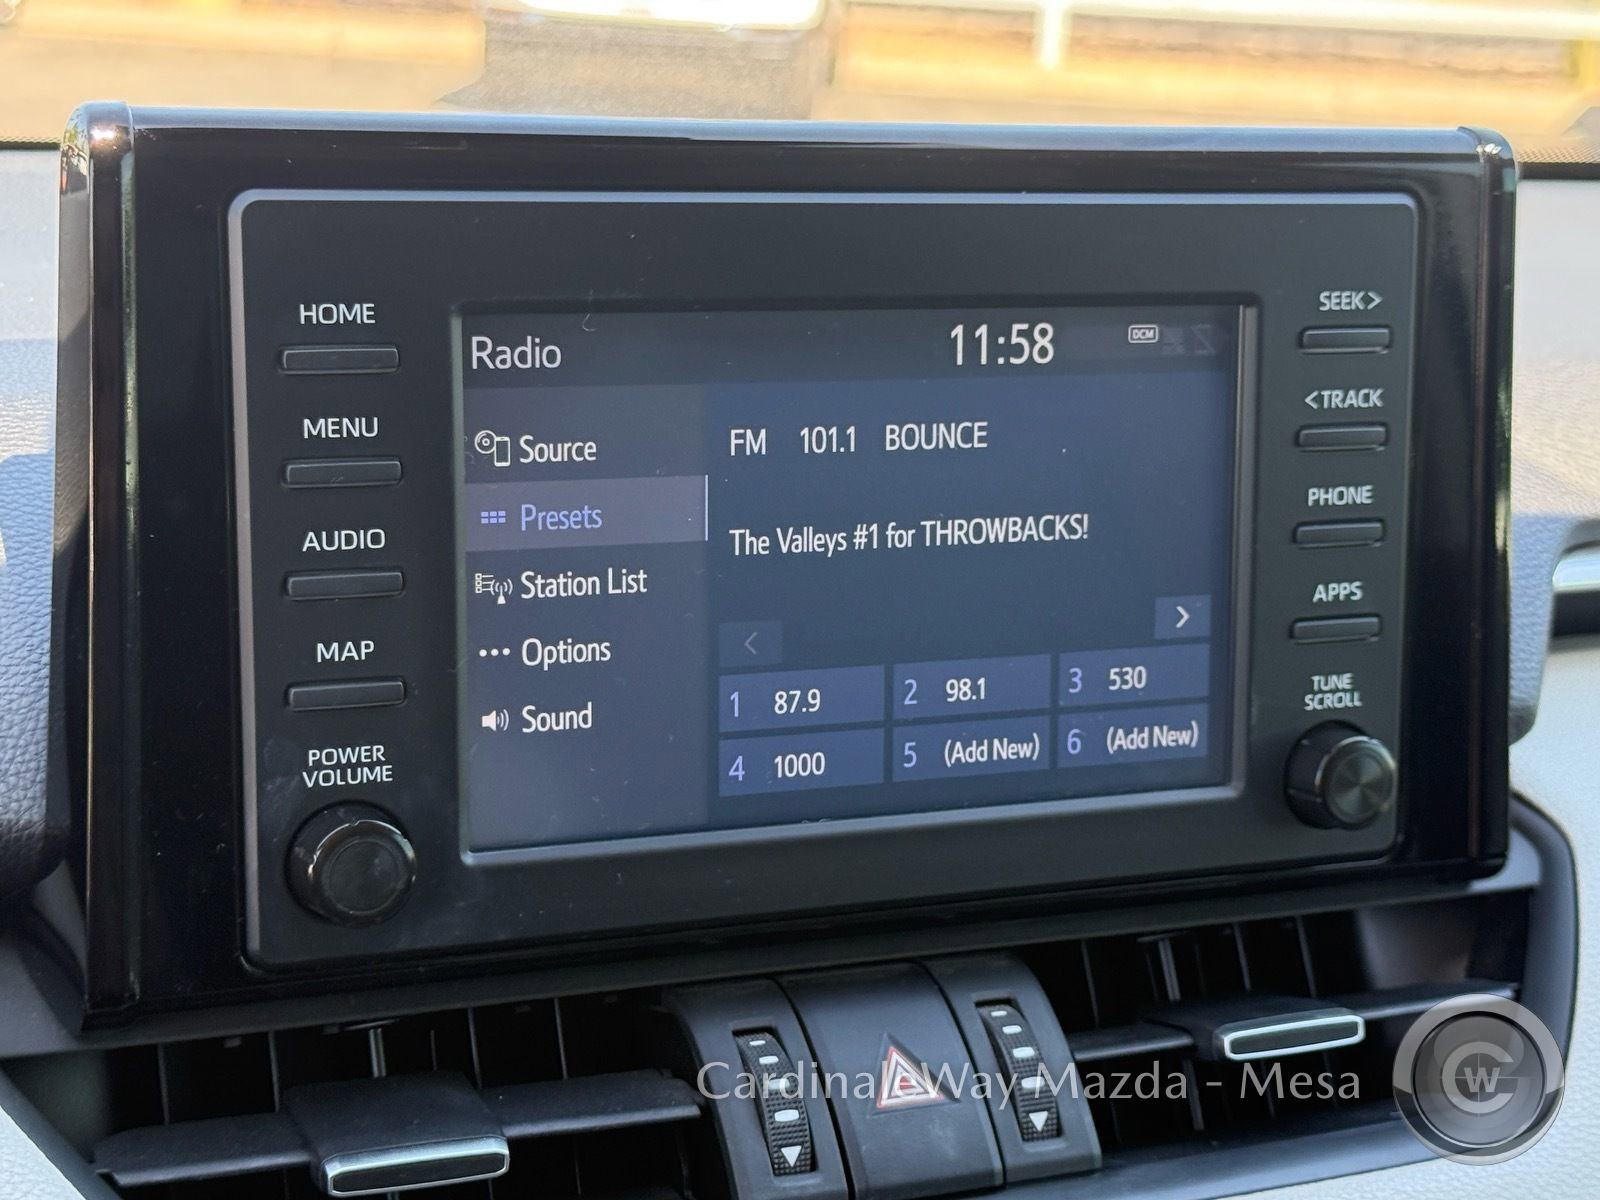 HOME
MENU
AUDIO
MAP
POWER
VOLUME
Radio
11:58
DCM
Source
Presets
Station List
Options
Sound
FM 101.1 BOUNCE
The Valleys #1 for THROWBACKS!
<
>
1 87.9
2 98.1
3 530
4 1000
5 (Add New)
6 (Add New)
SEEK>
<TRACK
PHONE
APPS
TUNE
SCROLL
CardinaleWay Mazda - Mesa
CW